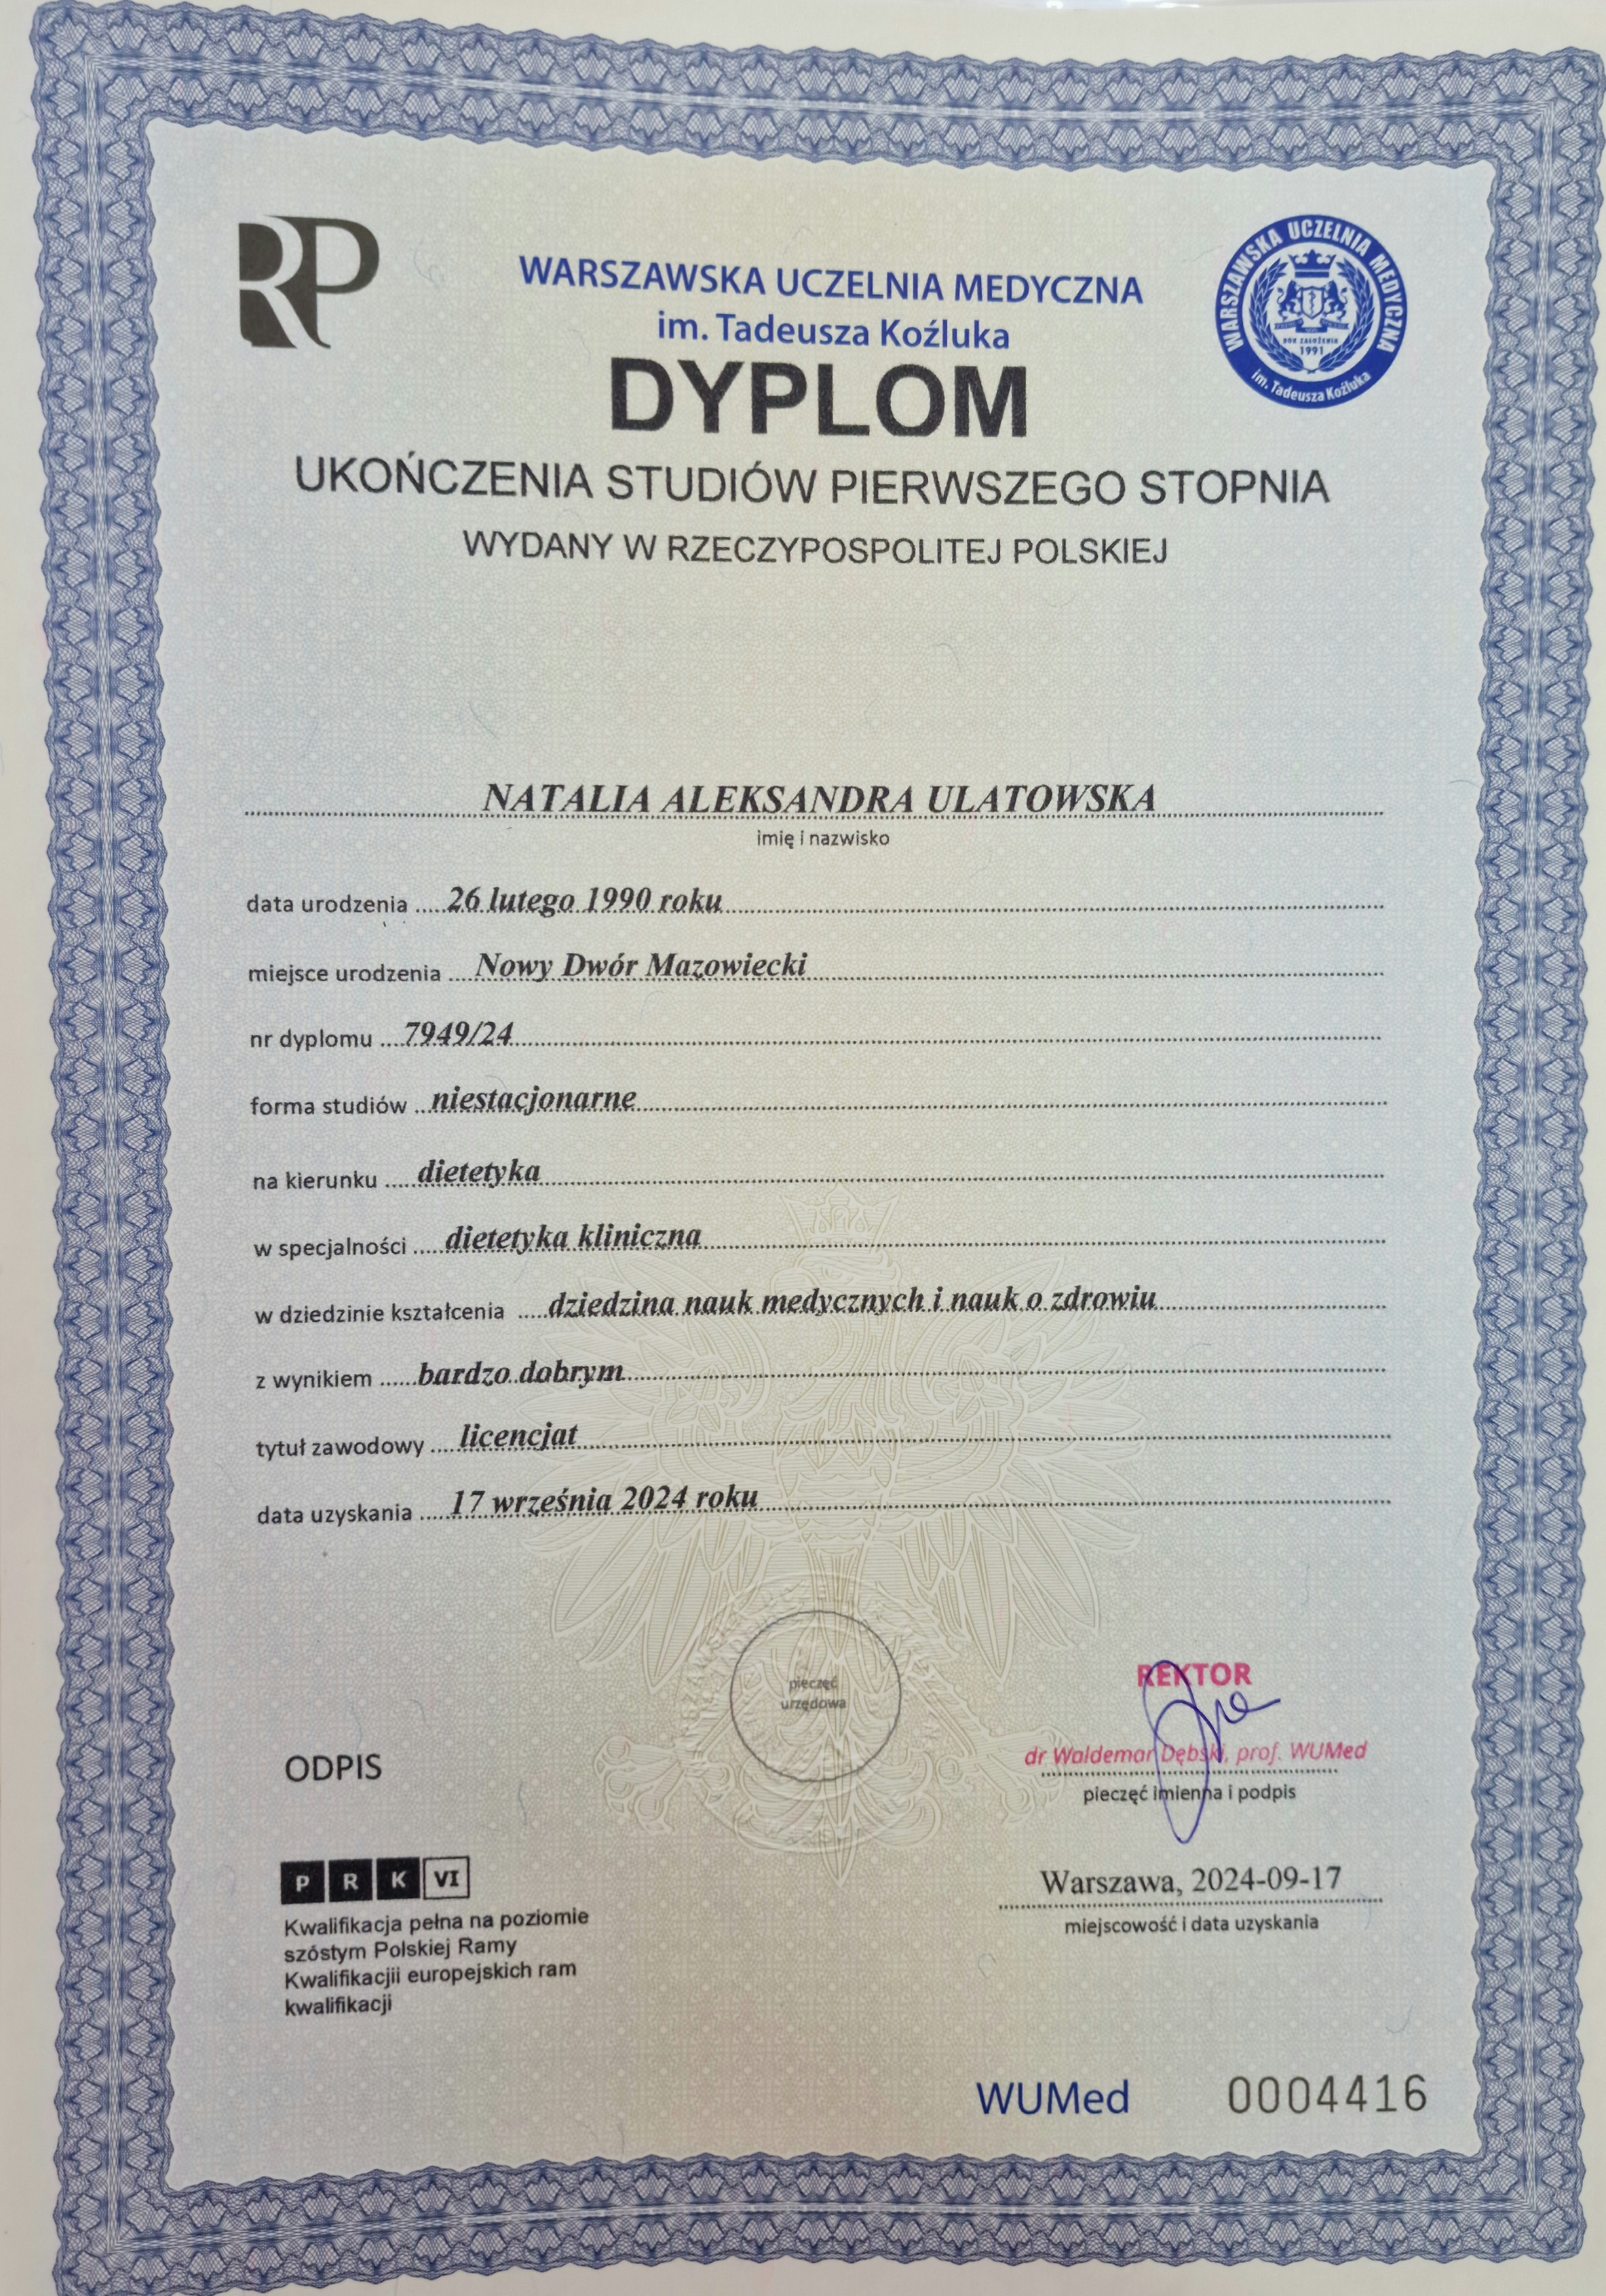 RP
WARSZAWSKA UCZELNIA MEDYCZNA
im. Tadeusza Koźluka
WARSZAWSKA UCZELNIA MEDYCZNA
ROK ZAŁOŻENIA
1991
im. Tadeusza Koźluka
DYPLOM
UKOŃCZENIA STUDIÓW PIERWSZEGO STOPNIA
WYDANY W RZECZYPOSPOLITEJ POLSKIEJ
NATALIA ALEKSANDRA ULATOWSKA
imię i nazwisko
data urodzenia 26 lutego 1990 roku
miejsce urodzenia Nowy Dwór Mazowiecki
nr dyplomu 7949/24
forma studiów niestacjonarne
na kierunku dietetyka
w specjalności dietetyka kliniczna
w dziedzinie kształcenia dziedzina nauk medycznych i nauk o zdrowiu
z wynikiem bardzo dobrym
tytuł zawodowy licencjat
data uzyskania 17 września 2024 roku
pieczęć
urzędowa
REKTOR
dr Waldemar Dębski, prof. WUMed
pieczęć imienna i podpis
ODPIS
Warszawa, 2024-09-17
miejscowość i data uzyskania
P R K VI
Kwalifikacja pełna na poziomie
szóstym Polskiej Ramy
Kwalifikacjii europejskich ram
kwalifikacji
WUMed 0004416